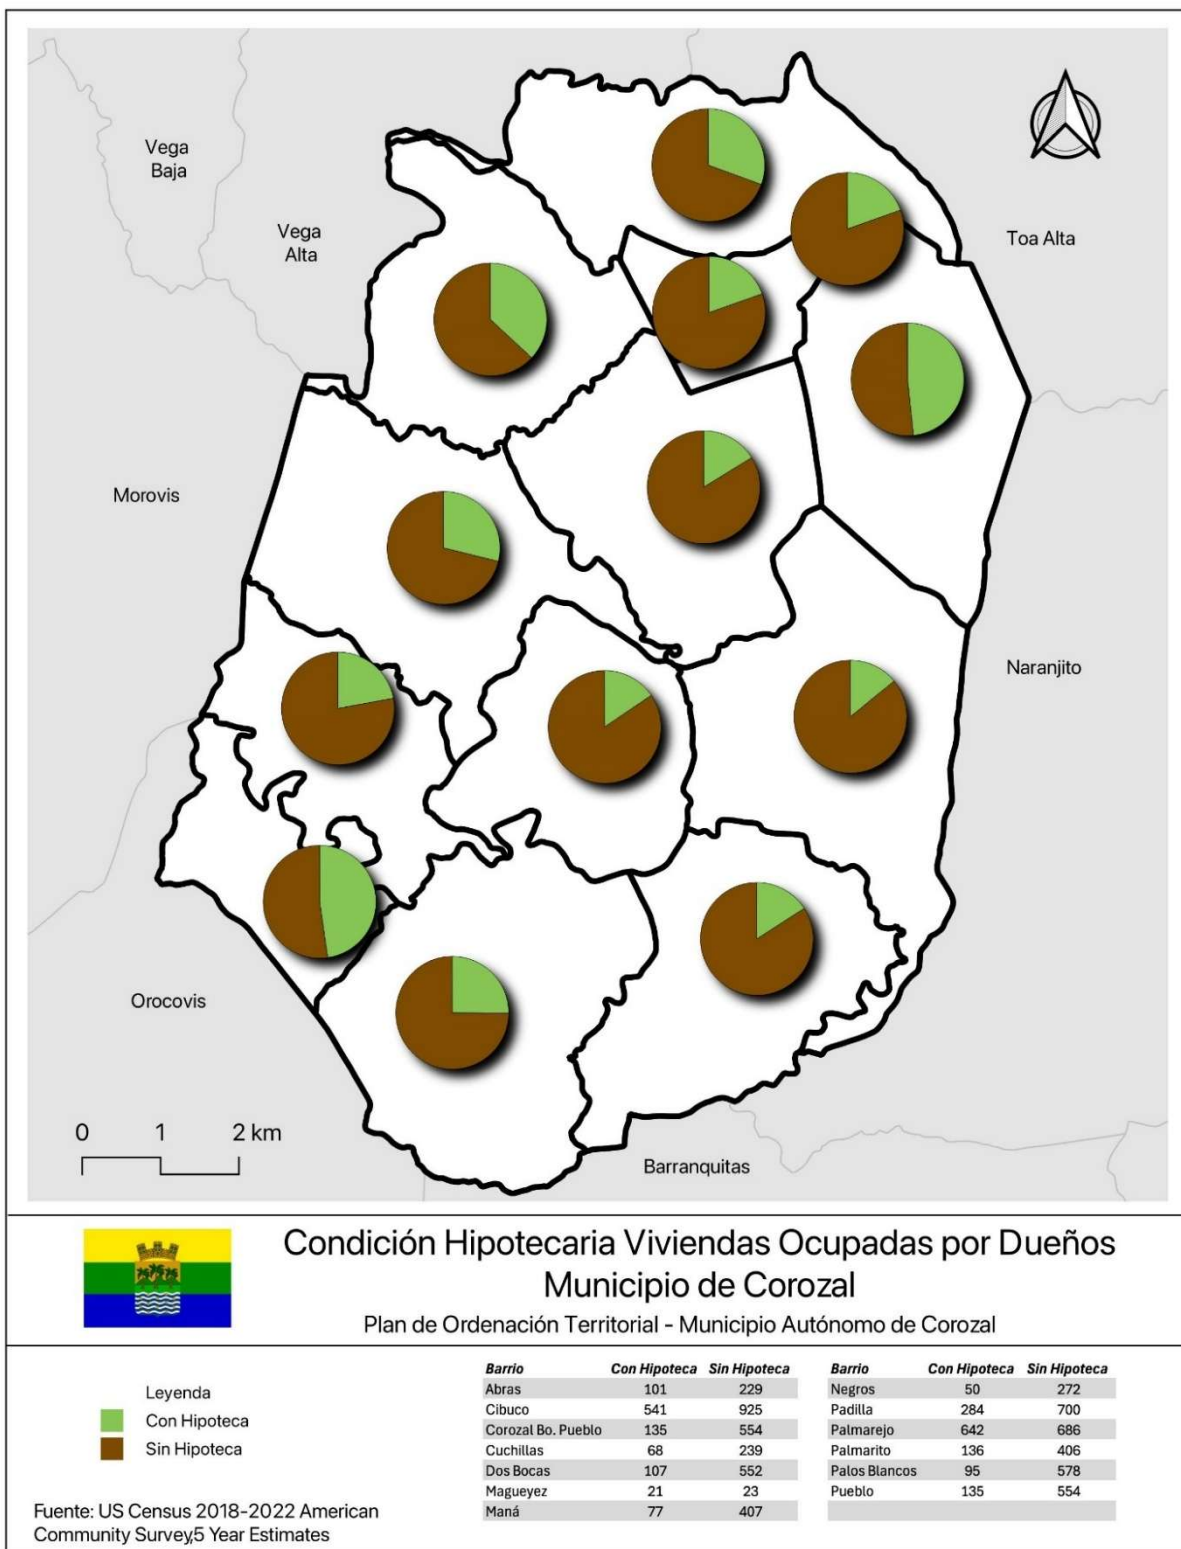 Vega
Baja
Vega
Alta
Toa Alta
Morovis
Naranjito
Orocovis
0 1 2 km
Barranquitas
Condición Hipotecaria Viviendas Ocupadas por Dueños
Municipio de Corozal
Plan de Ordenación Territorial - Municipio Autónomo de Corozal
Leyenda
Con Hipoteca
Sin Hipoteca
Fuente: US Census 2018-2022 American
Community Survey,5 Year Estimates
Barrio Con Hipoteca Sin Hipoteca
Abras 101 229
Cibuco 541 925
Corozal Bo. Pueblo 135 554
Cuchillas 68 239
Dos Bocas 107 552
Magueyez 21 23
Maná 77 407
Barrio Con Hipoteca Sin Hipoteca
Negros 50 272
Padilla 284 700
Palmarejo 642 686
Palmarito 136 406
Palos Blancos 95 578
Pueblo 135 554